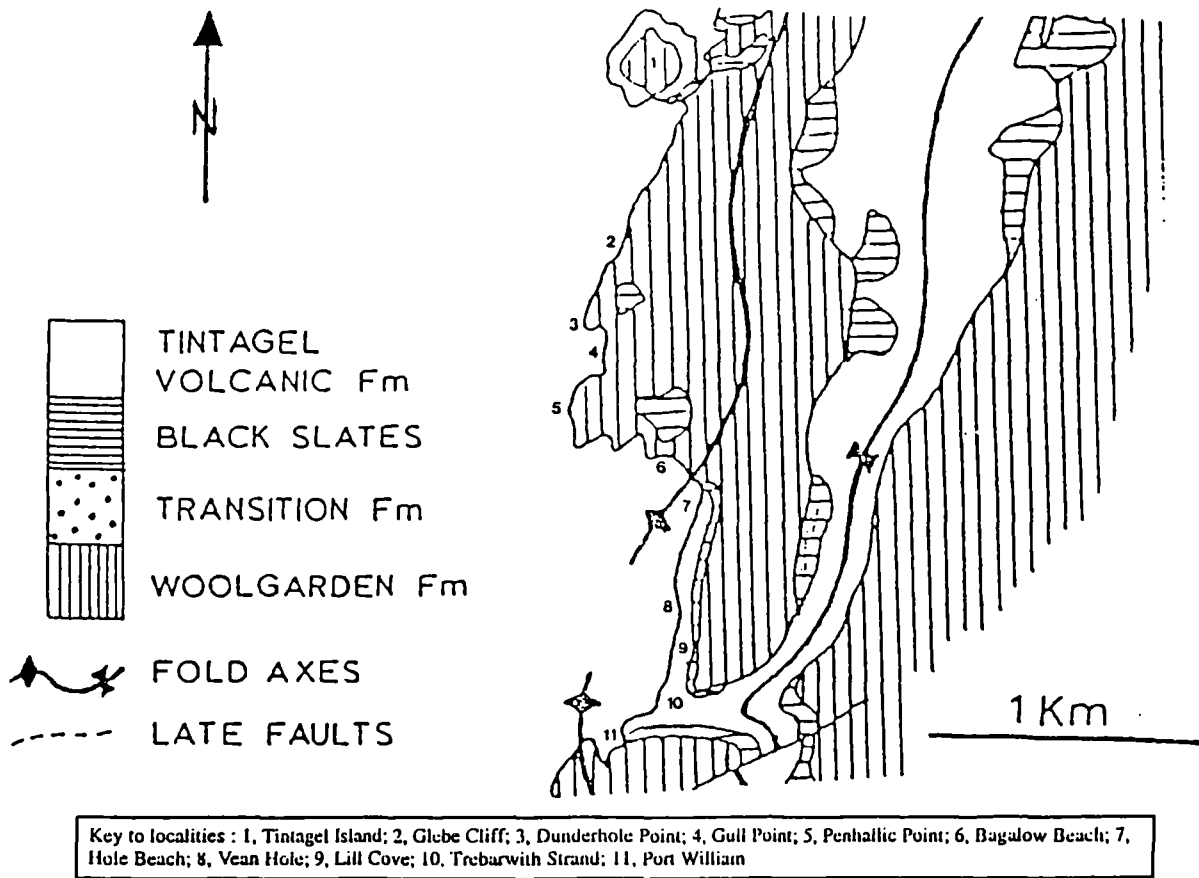 N
1
2
3
4
5
6
7
8
9
10
11
TINTAGEL
VOLCANIC Fm
BLACK SLATES
TRANSITION Fm
WOOLGARDEN Fm
FOLD AXES
LATE FAULTS
1 Km
Key to localities : 1, Tintagel Island; 2, Glebe Cliff; 3, Dunderhole Point; 4, Gull Point; 5, Penhallic Point; 6, Bagalow Beach; 7,
Hole Beach; 8, Vean Hole; 9, Lill Cove; 10, Trebarwith Strand; 11, Port William